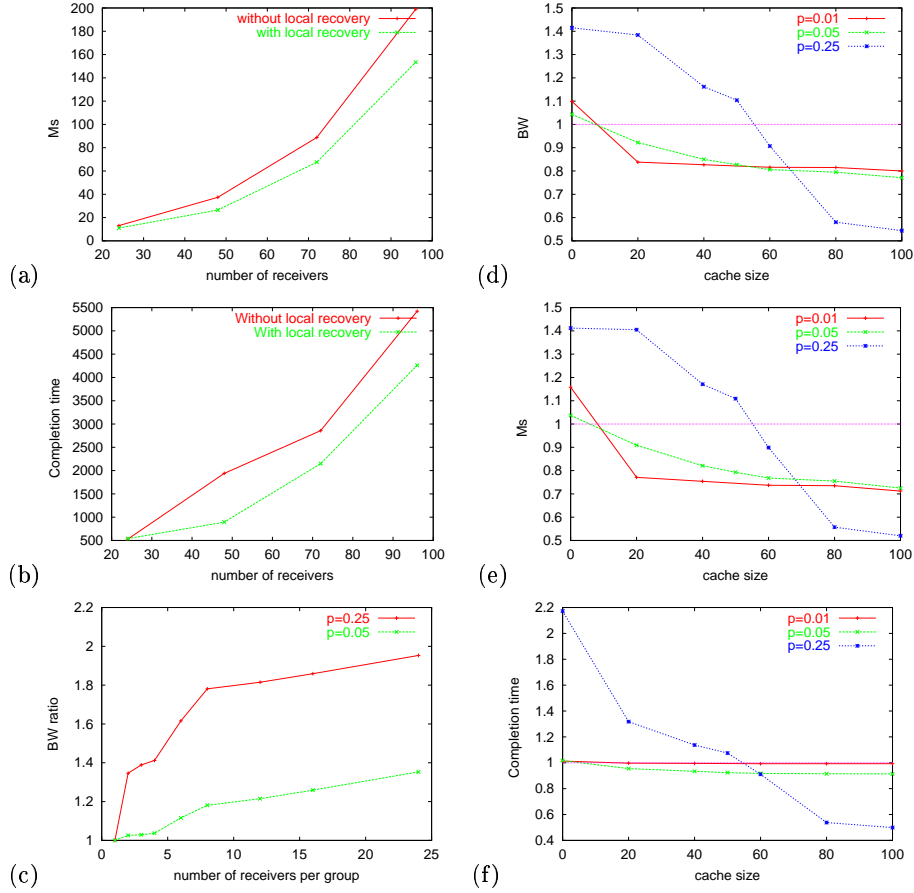 200
180
160
140
120
100
80
60
40
20
0
20 30 40 50 60 70 80 90 100
Ms
number of receivers
without local recovery
with local recovery
(a)
1.5
1.4
1.3
1.2
1.1
1
0.9
0.8
0.7
0.6
0.5
0 20 40 60 80 100
BW
cache size
p=0.01
p=0.05
p=0.25
(d)
5500
5000
4500
4000
3500
3000
2500
2000
1500
1000
500
20 30 40 50 60 70 80 90 100
Completion time
number of receivers
Without local recovery
With local recovery
(b)
1.5
1.4
1.3
1.2
1.1
1
0.9
0.8
0.7
0.6
0.5
0 20 40 60 80 100
Ms
cache size
p=0.01
p=0.05
p=0.25
(e)
2.2
2
1.8
1.6
1.4
1.2
1
0 5 10 15 20 25
BW ratio
number of receivers per group
p=0.25
p=0.05
(c)
2.2
2
1.8
1.6
1.4
1.2
1
0.8
0.6
0.4
0 20 40 60 80 100
Completion time
cache size
p=0.01
p=0.05
p=0.25
(f)